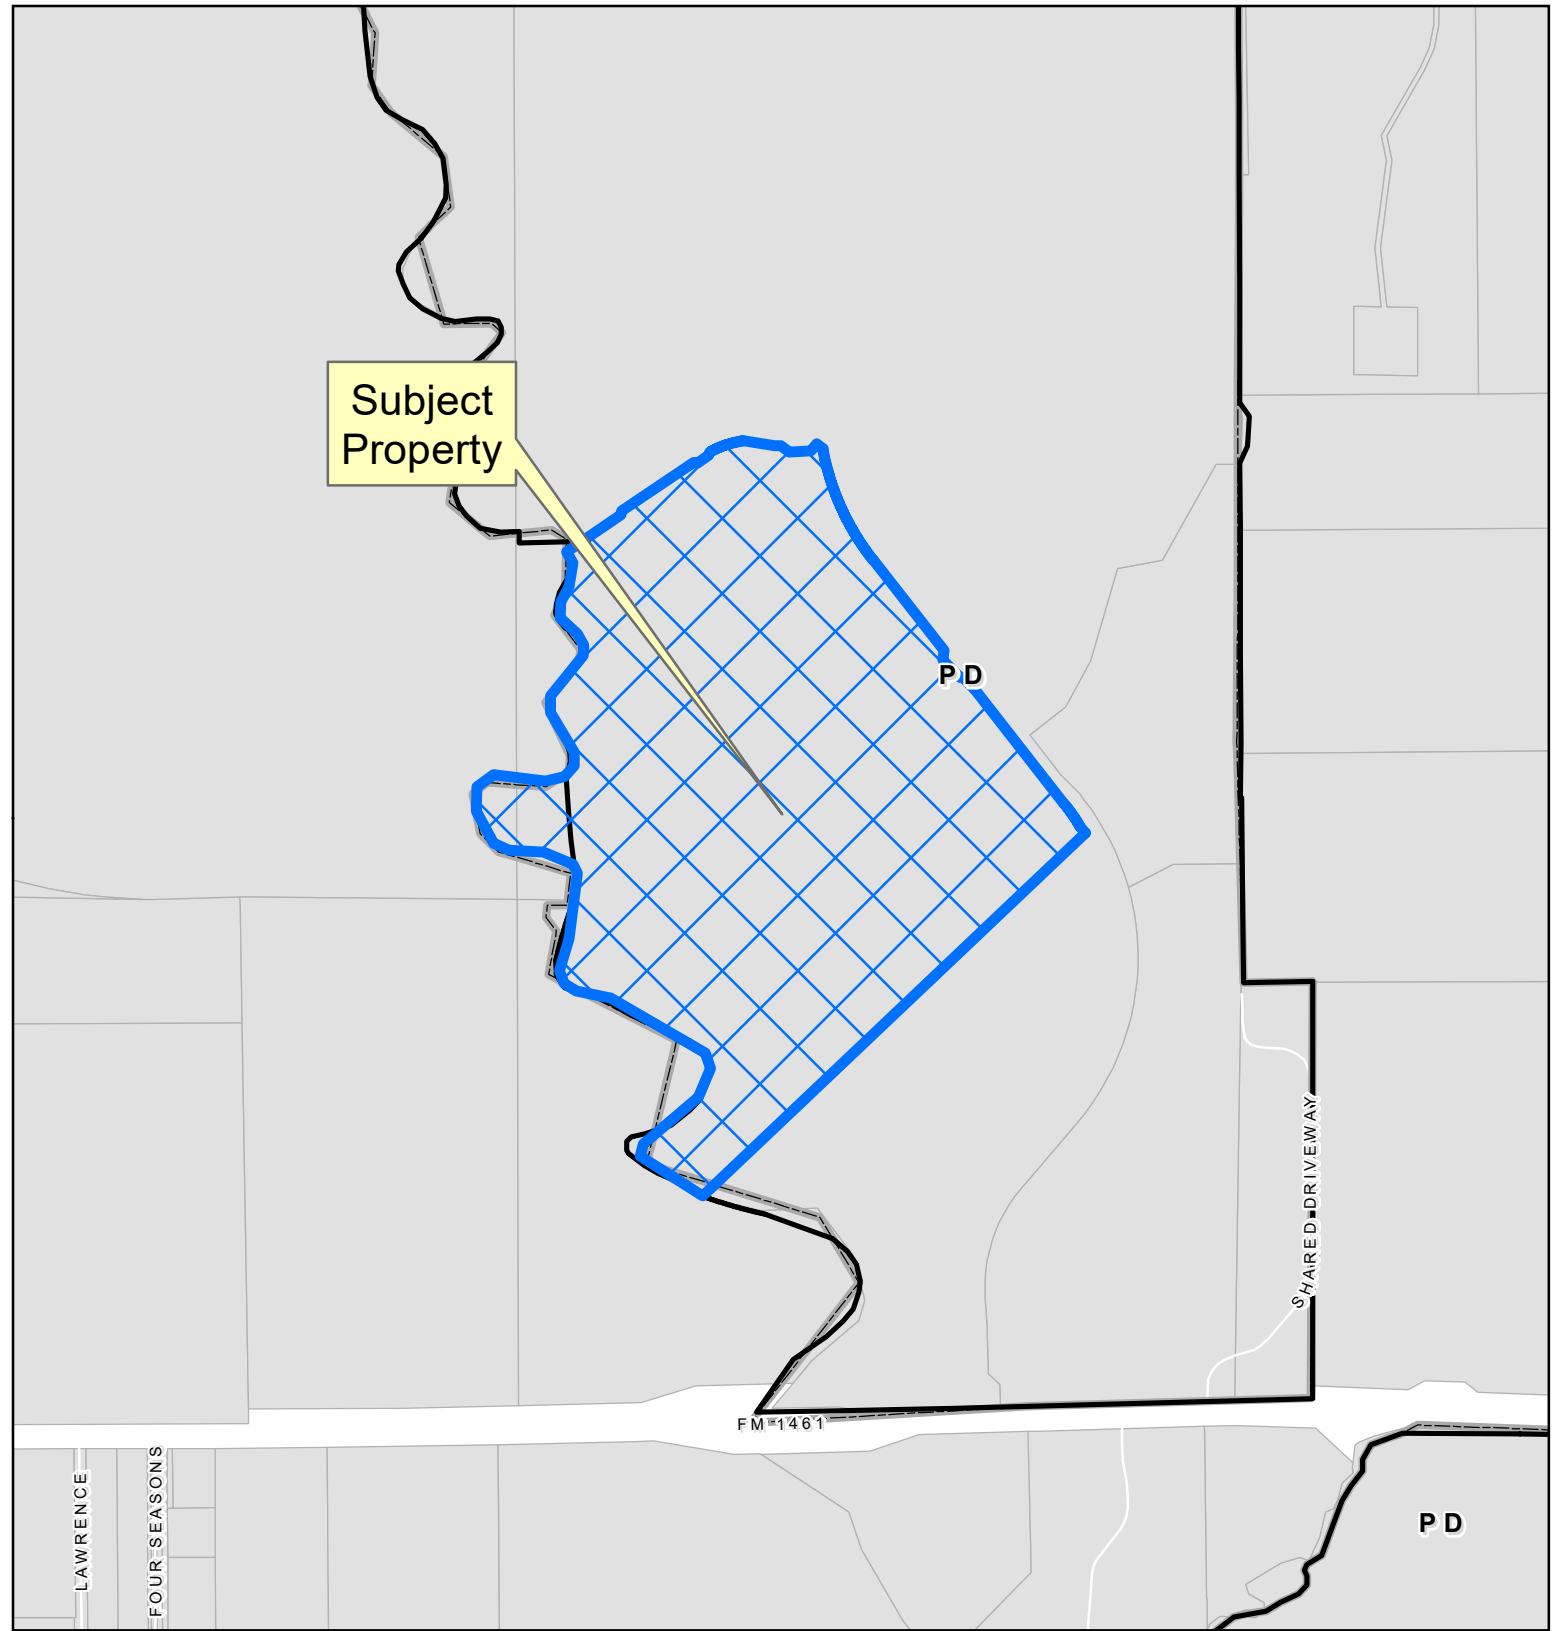 Subject
Property
PD
SHARED DRIVEWAY
FM 1461
LAWRENCE
FOUR SEASONS
PD